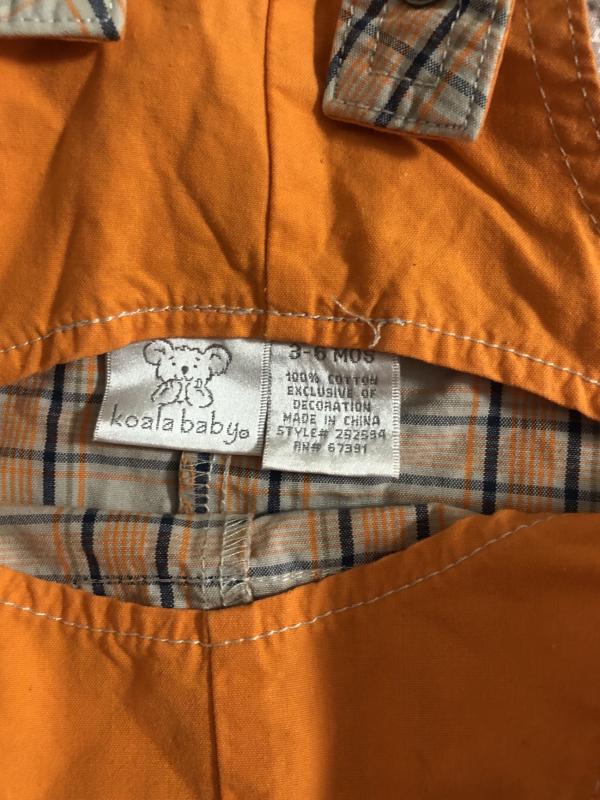 koala baby®
3-6 MOS
100% COTTON
EXCLUSIVE OF
DECORATION
MADE IN CHINA
STYLE# 292594
RN# 67391